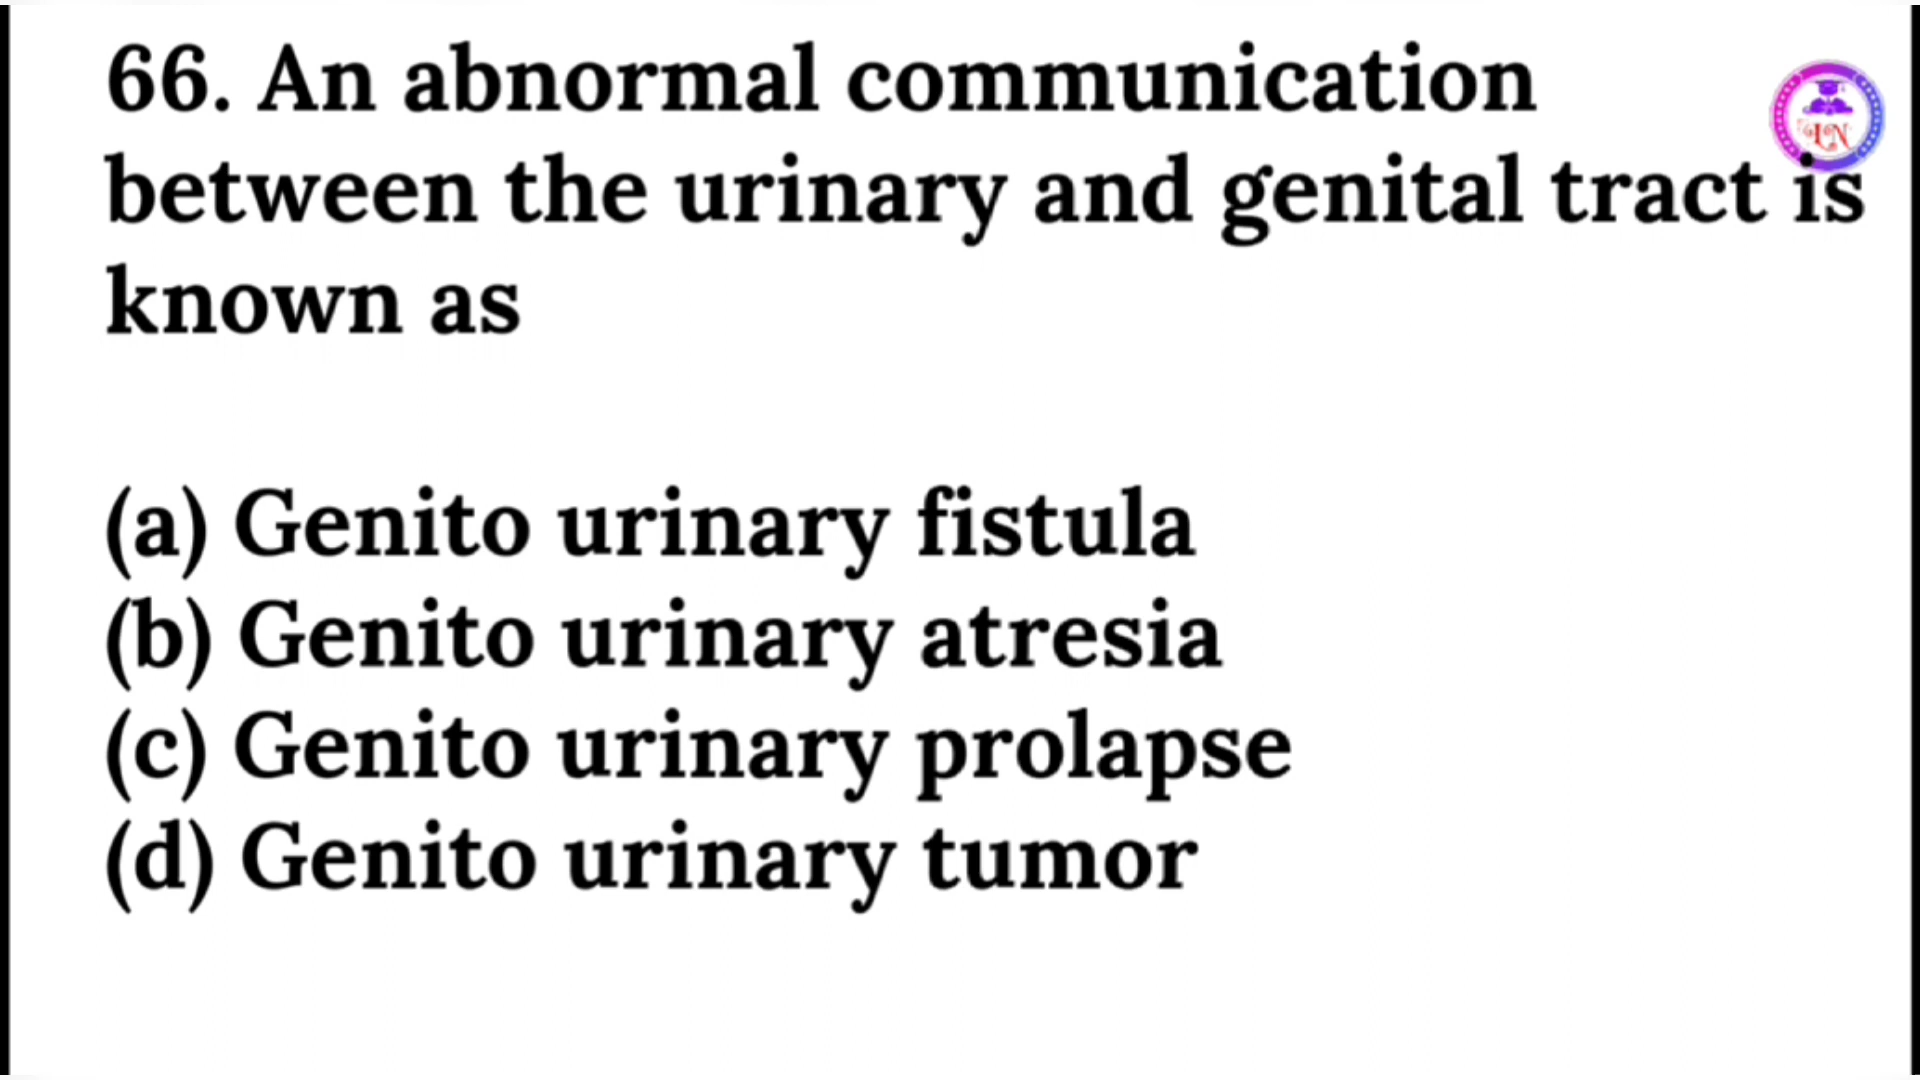 66. An abnormal communication
between the urinary and genital tract is
known as
(a) Genito urinary fistula
(b) Genito urinary atresia
(c) Genito urinary prolapse
(d) Genito urinary tumor
LN